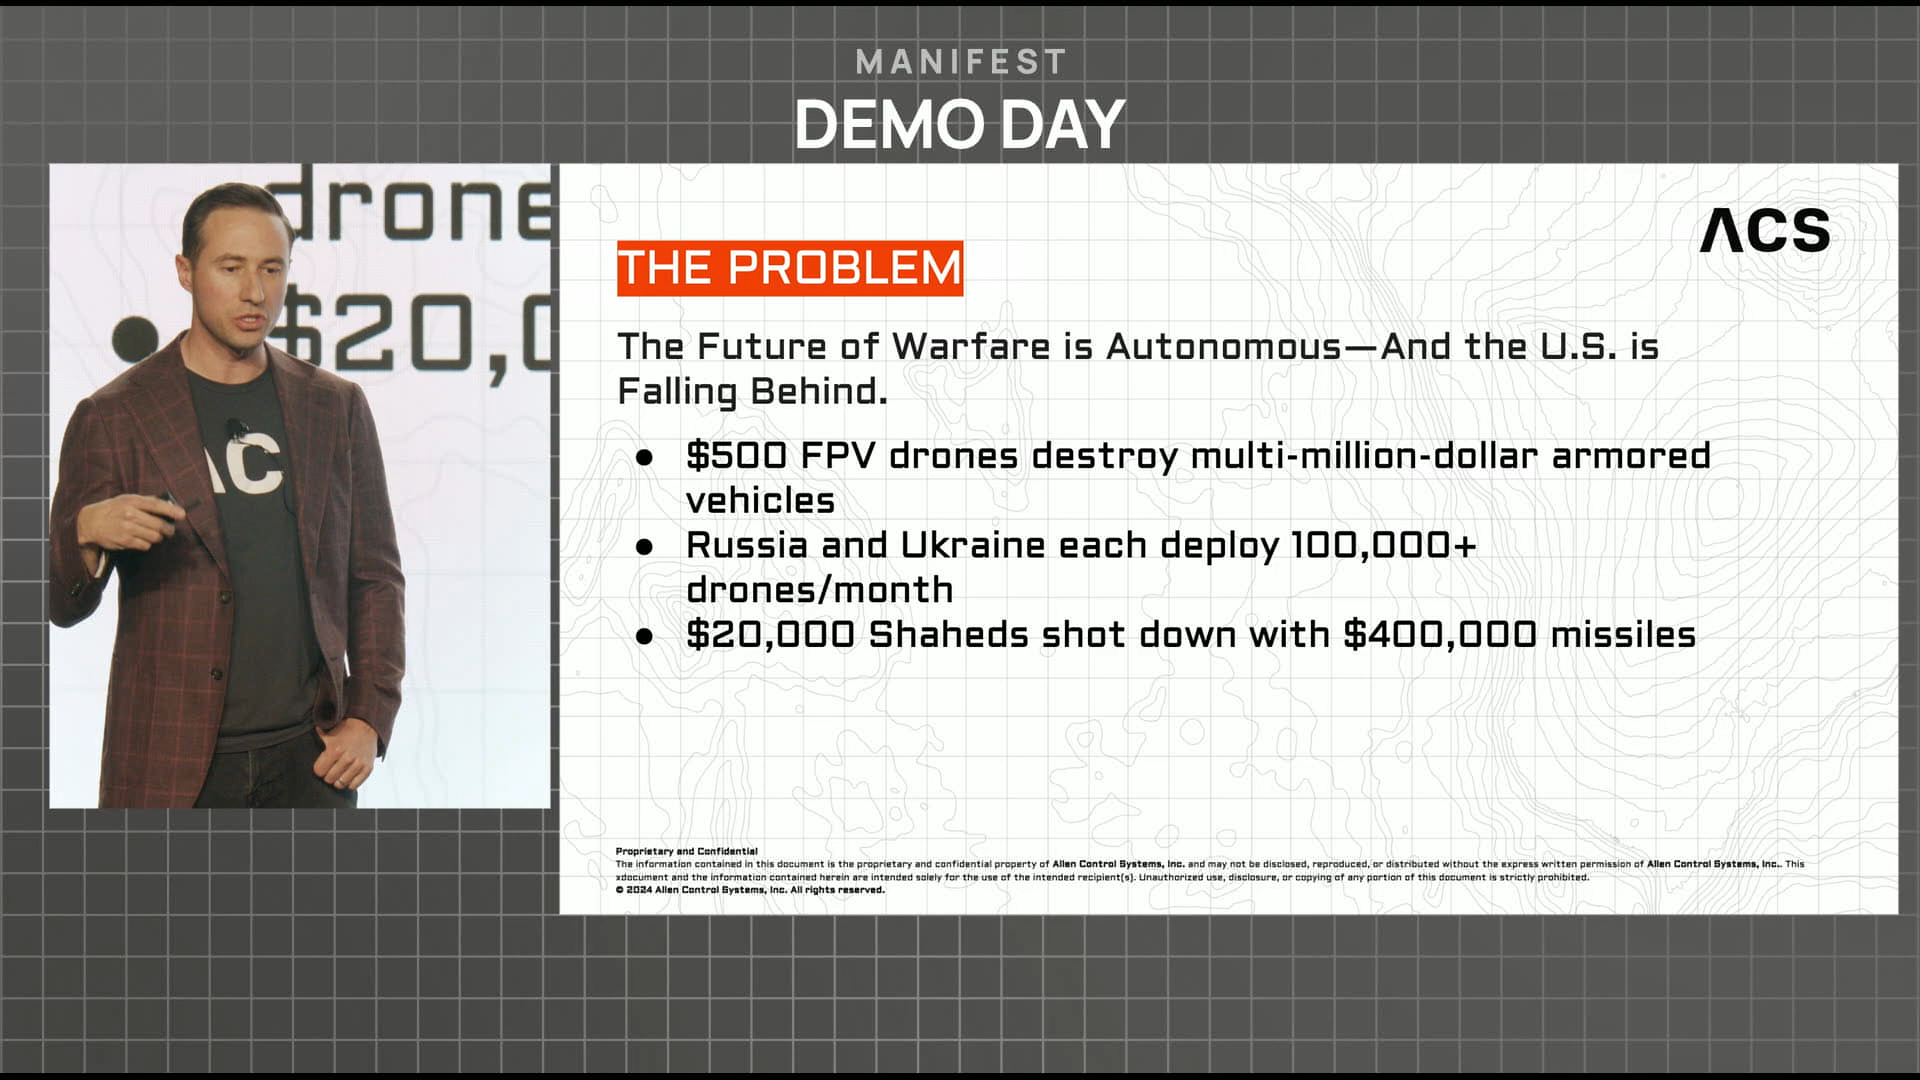 MANIFEST
DEMO DAY
drone
$20,0
AC
ACS
THE PROBLEM
The Future of Warfare is Autonomous—And the U.S. is
Falling Behind.
● $500 FPV drones destroy multi-million-dollar armored
vehicles
● Russia and Ukraine each deploy 100,000+
drones/month
● $20,000 Shaheds shot down with $400,000 missiles
Proprietary and Confidential
The information contained in this document is the proprietary and confidential property of Allen Control Systems, Inc. and may not be disclosed, reproduced, or distributed without the express written permission of Allen Control Systems, Inc.. This
xdocument and the information contained herein are intended solely for the use of the intended recipient(s). Unauthorized use, disclosure, or copying of any portion of this document is strictly prohibited.
© 2024 Allen Control Systems, Inc. All rights reserved.